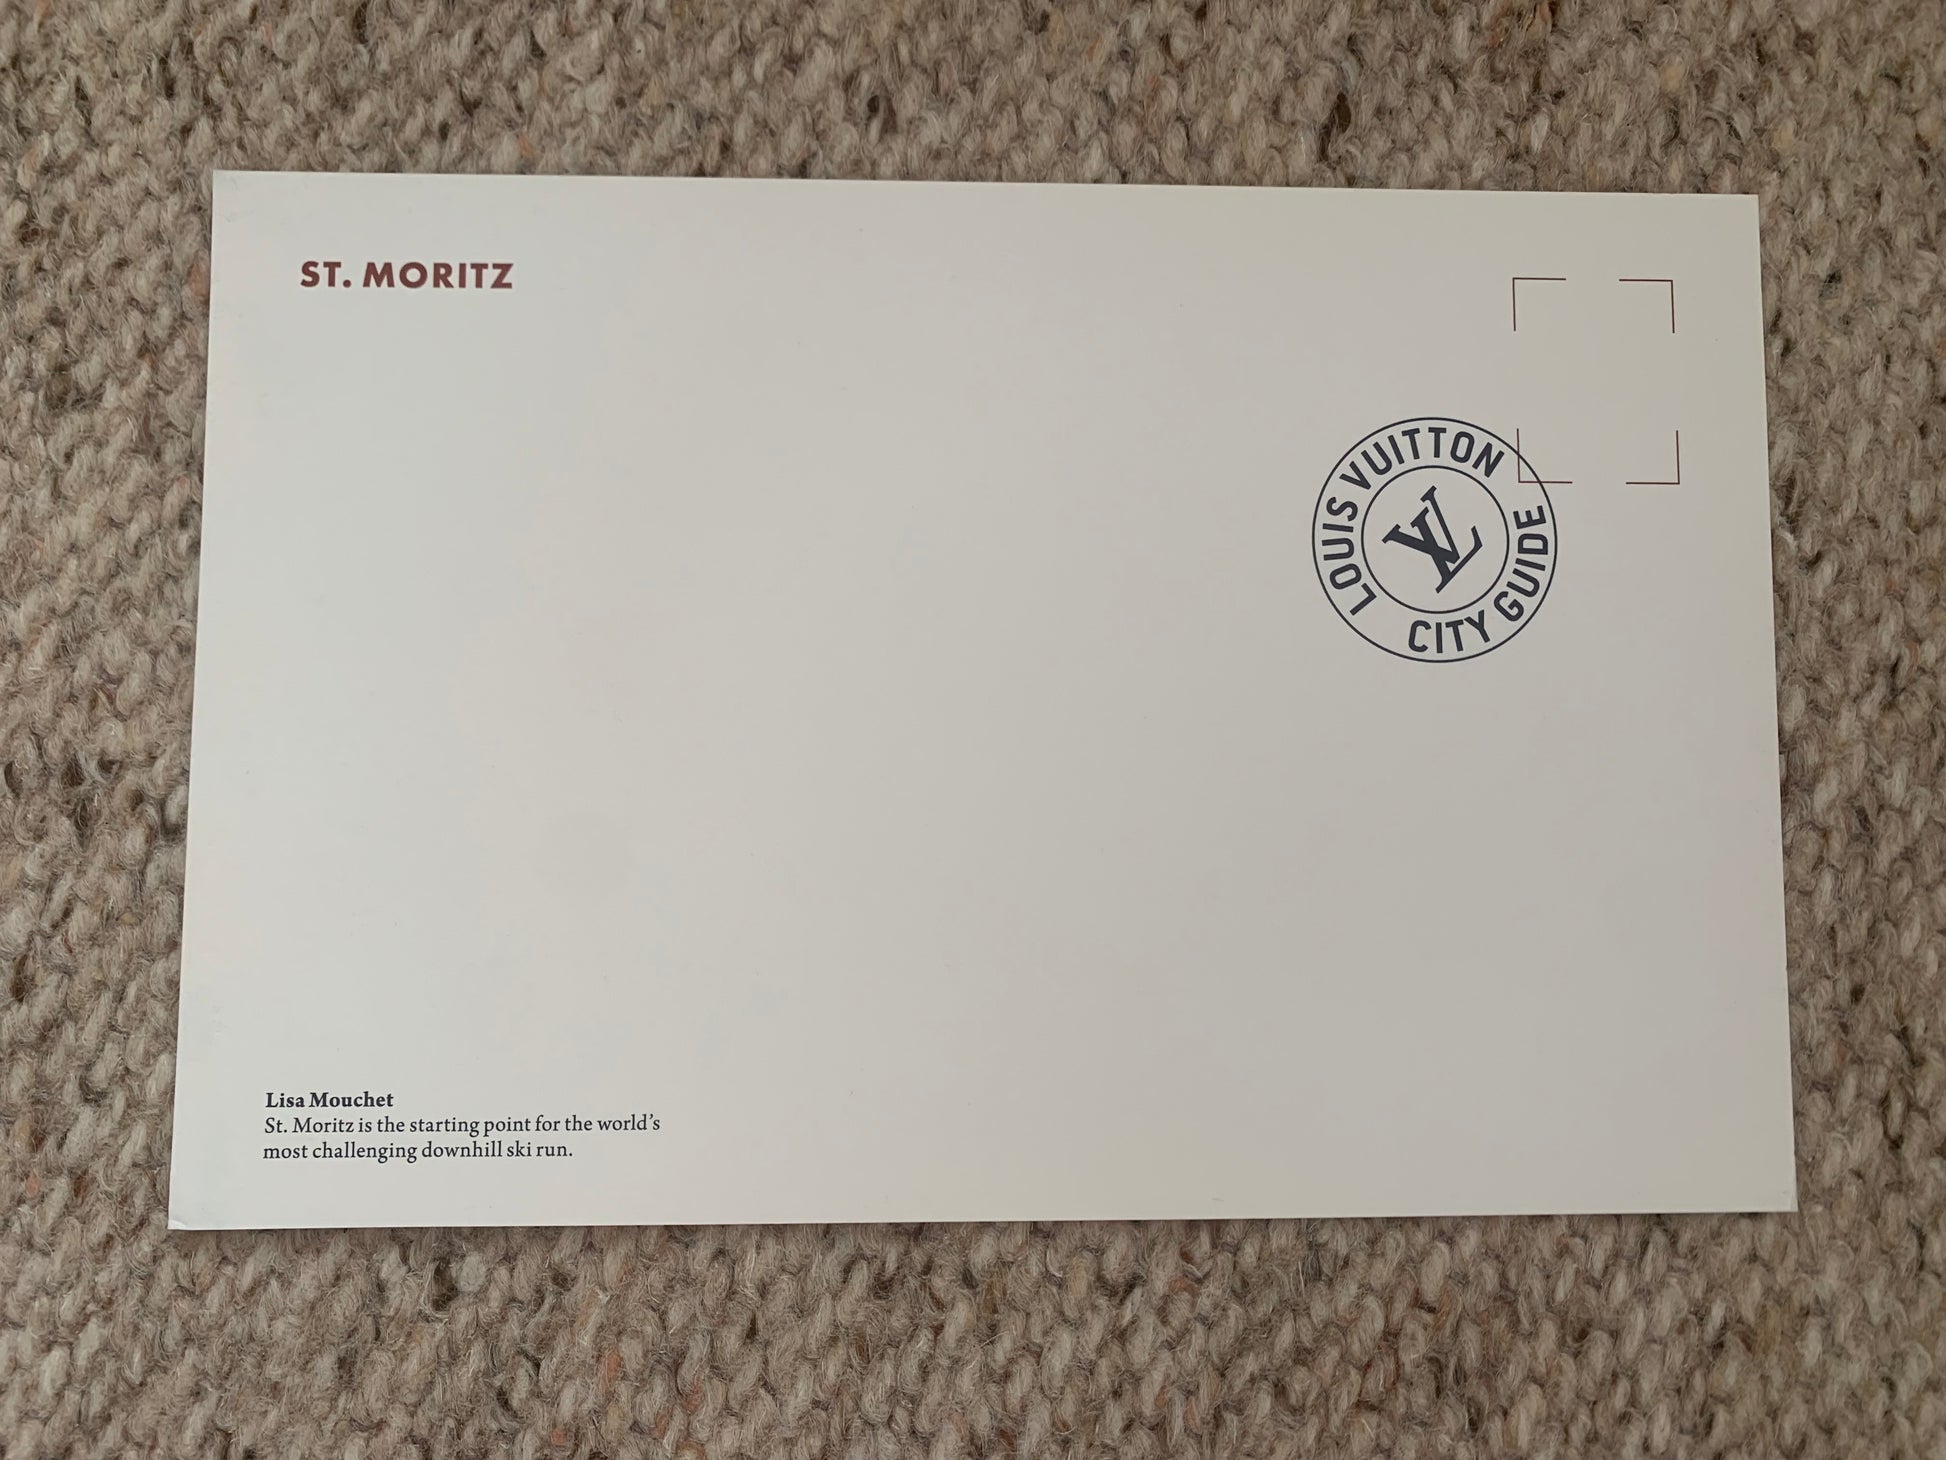 ST. MORITZ
LOUIS VUITTON
LV
CITY GUIDE
Lisa Mouchet
St. Moritz is the starting point for the world’s
most challenging downhill ski run.